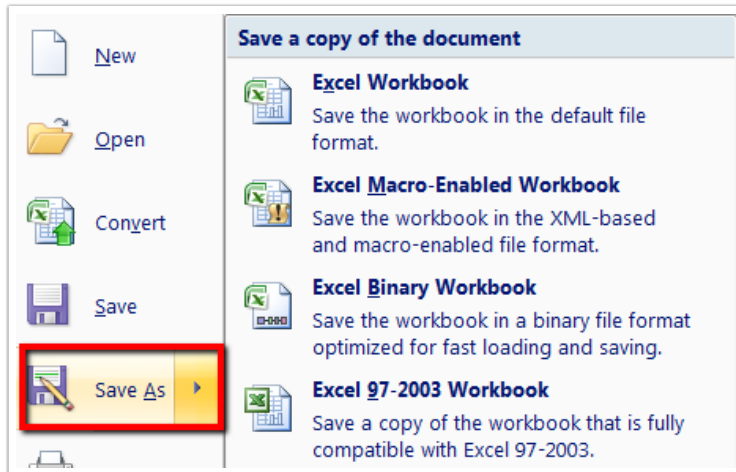 New
Open
Convert
Save
Save As
Save a copy of the document
Excel Workbook
Save the workbook in the default file
format.
Excel Macro-Enabled Workbook
Save the workbook in the XML-based
and macro-enabled file format.
Excel Binary Workbook
Save the workbook in a binary file format
optimized for fast loading and saving.
Excel 97-2003 Workbook
Save a copy of the workbook that is fully
compatible with Excel 97-2003.